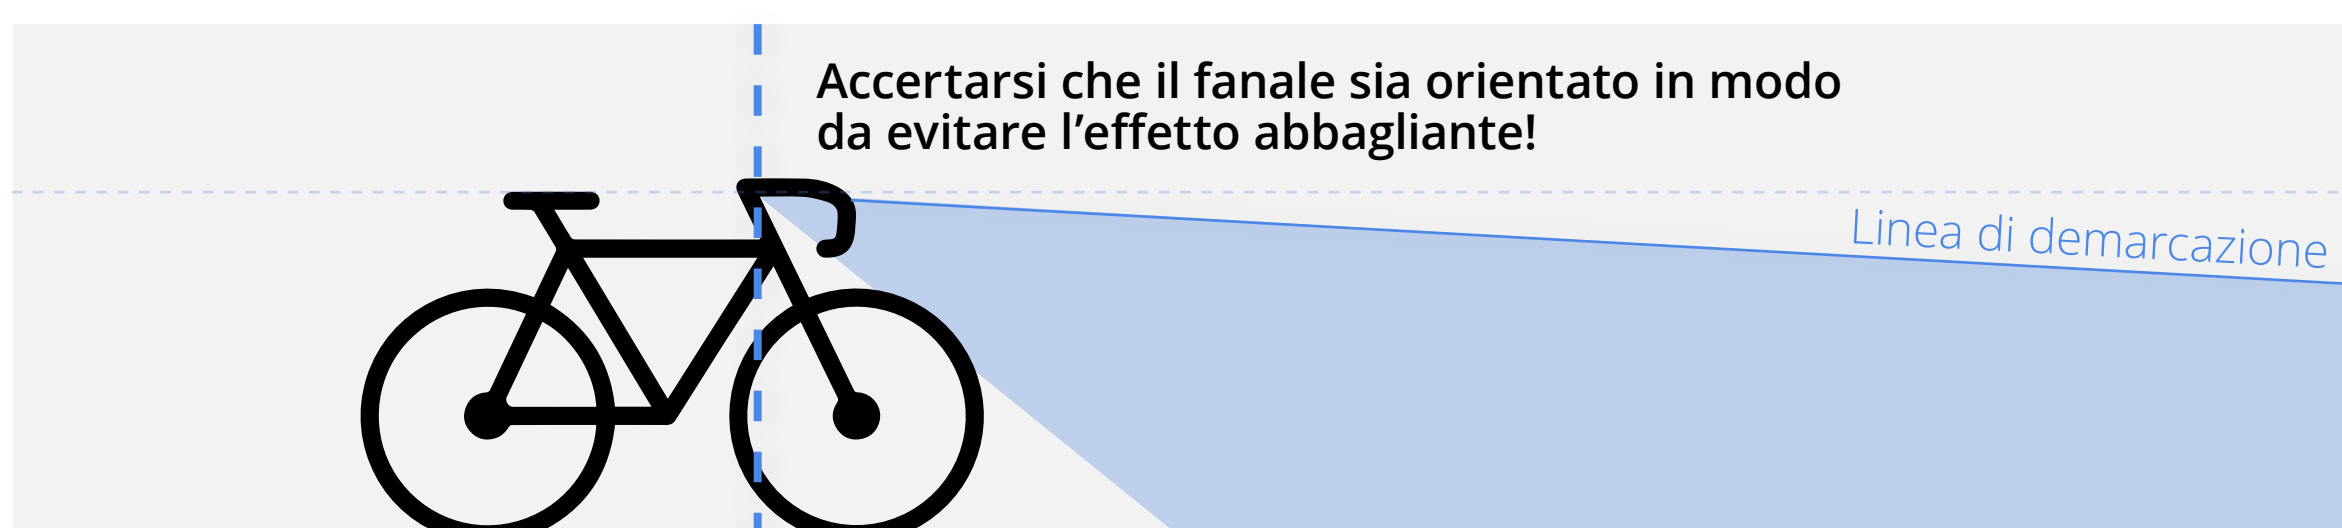 Accertarsi che il fanale sia orientato in modo
da evitare l’effetto abbagliante!
Linea di demarcazione